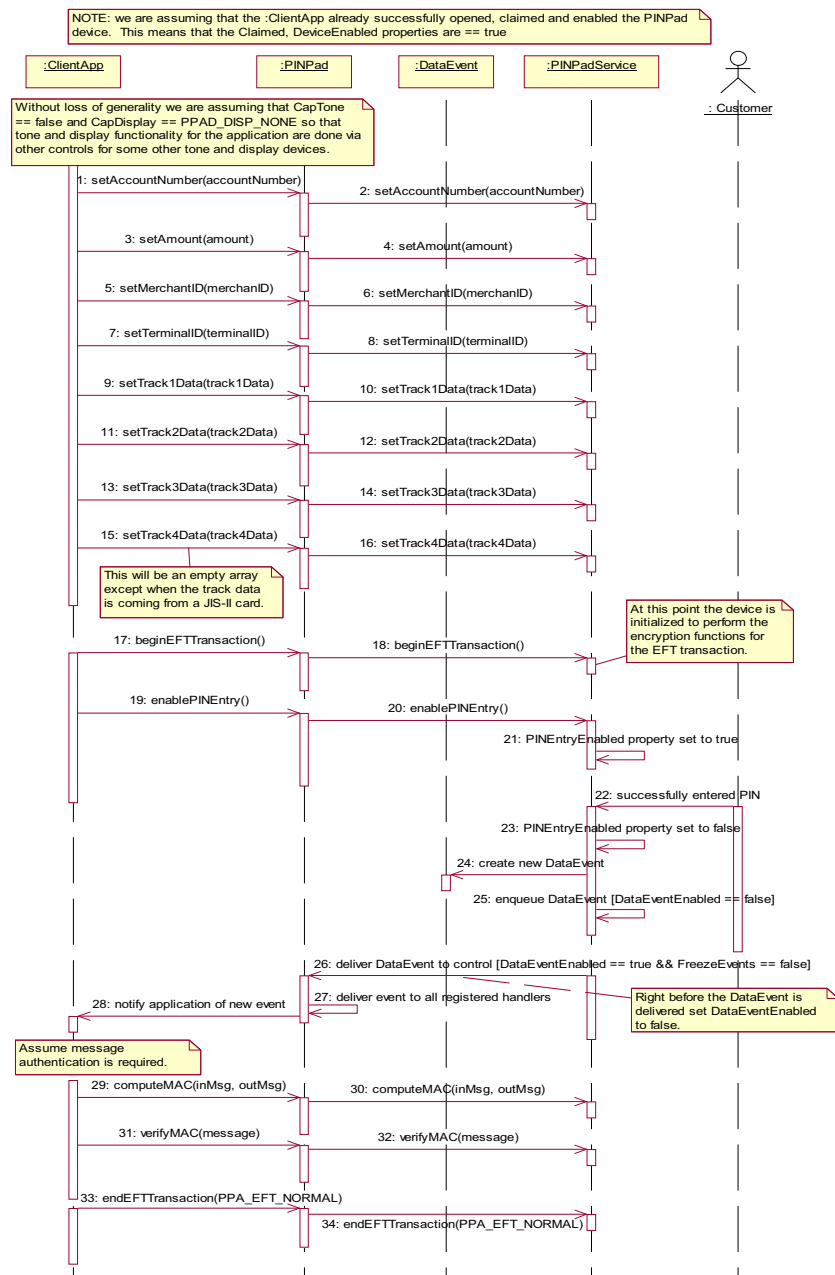 NOTE: we are assuming that the :ClientApp already successfully opened, claimed and enabled the PINPad
device. This means that the Claimed, DeviceEnabled properties are == true
:ClientApp
:PINPad
:DataEvent
:PINPadService
: Customer
Without loss of generality we are assuming that CapTone
== false and CapDisplay == PPAD_DISP_NONE so that
tone and display functionality for the application are done via
other controls for some other tone and display devices.
1: setAccountNumber(accountNumber)
2: setAccountNumber(accountNumber)
3: setAmount(amount)
4: setAmount(amount)
5: setMerchantID(merchanID)
6: setMerchantID(merchanID)
7: setTerminalID(terminalID)
8: setTerminalID(terminalID)
9: setTrack1Data(track1Data)
10: setTrack1Data(track1Data)
11: setTrack2Data(track2Data)
12: setTrack2Data(track2Data)
13: setTrack3Data(track3Data)
14: setTrack3Data(track3Data)
15: setTrack4Data(track4Data)
16: setTrack4Data(track4Data)
This will be an empty array
except when the track data
is coming from a JIS-II card.
At this point the device is
initialized to perform the
encryption functions for
the EFT transaction.
17: beginEFTTransaction()
18: beginEFTTransaction()
19: enablePINEntry()
20: enablePINEntry()
21: PINEntryEnabled property set to true
22: successfully entered PIN
23: PINEntryEnabled property set to false
24: create new DataEvent
25: enqueue DataEvent [DataEventEnabled == false]
26: deliver DataEvent to control [DataEventEnabled == true && FreezeEvents == false]
27: deliver event to all registered handlers
28: notify application of new event
Right before the DataEvent is
delivered set DataEventEnabled
to false.
Assume message
authentication is required.
29: computeMAC(inMsg, outMsg)
30: computeMAC(inMsg, outMsg)
31: verifyMAC(message)
32: verifyMAC(message)
33: endEFTTransaction(PPA_EFT_NORMAL)
34: endEFTTransaction(PPA_EFT_NORMAL)